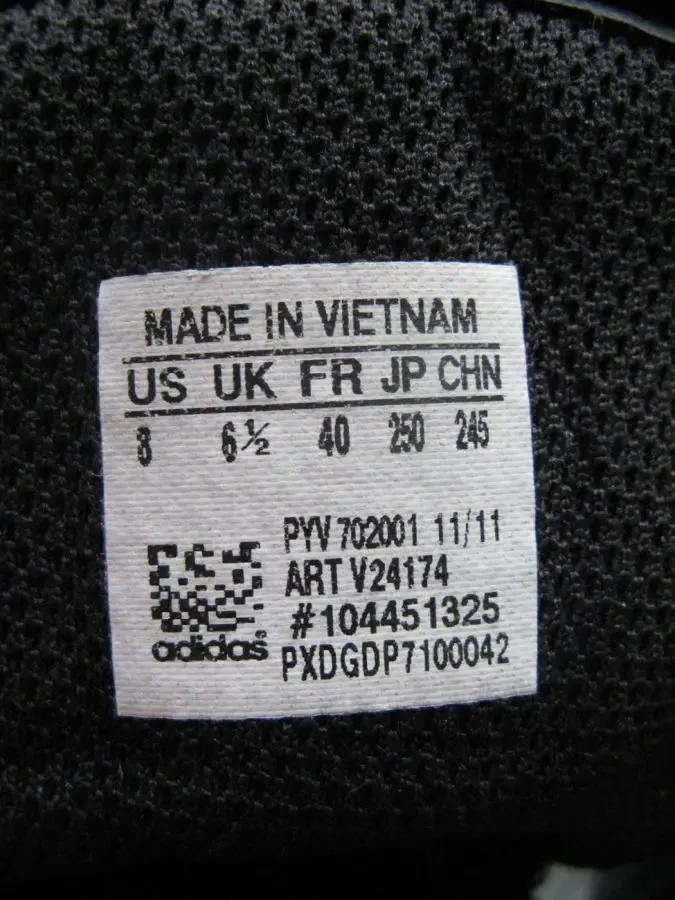 MADE IN VIETNAM
US UK FR JP CHN
8 6½ 40 250 245
PYV 702001 11/11
ART V24174
#104451325
adidas® PXDGDP7100042